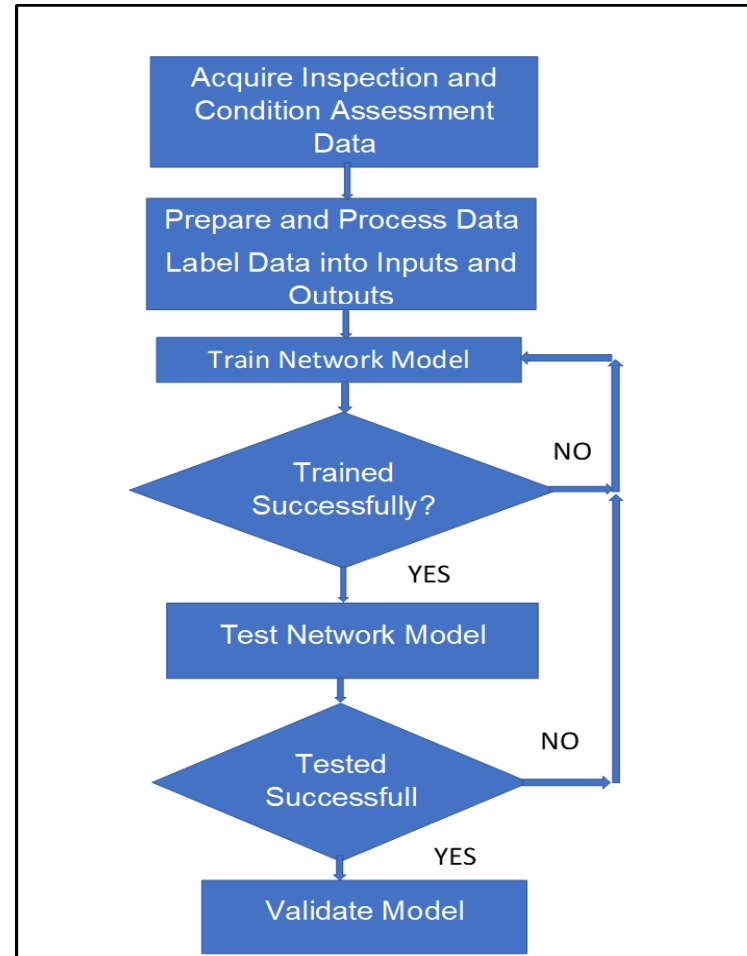 Acquire Inspection and
Condition Assessment
Data
Prepare and Process Data
Label Data into Inputs and
Outputs
Train Network Model
NO
Trained
Successfully?
YES
Test Network Model
NO
Tested
Successfull
YES
Validate Model